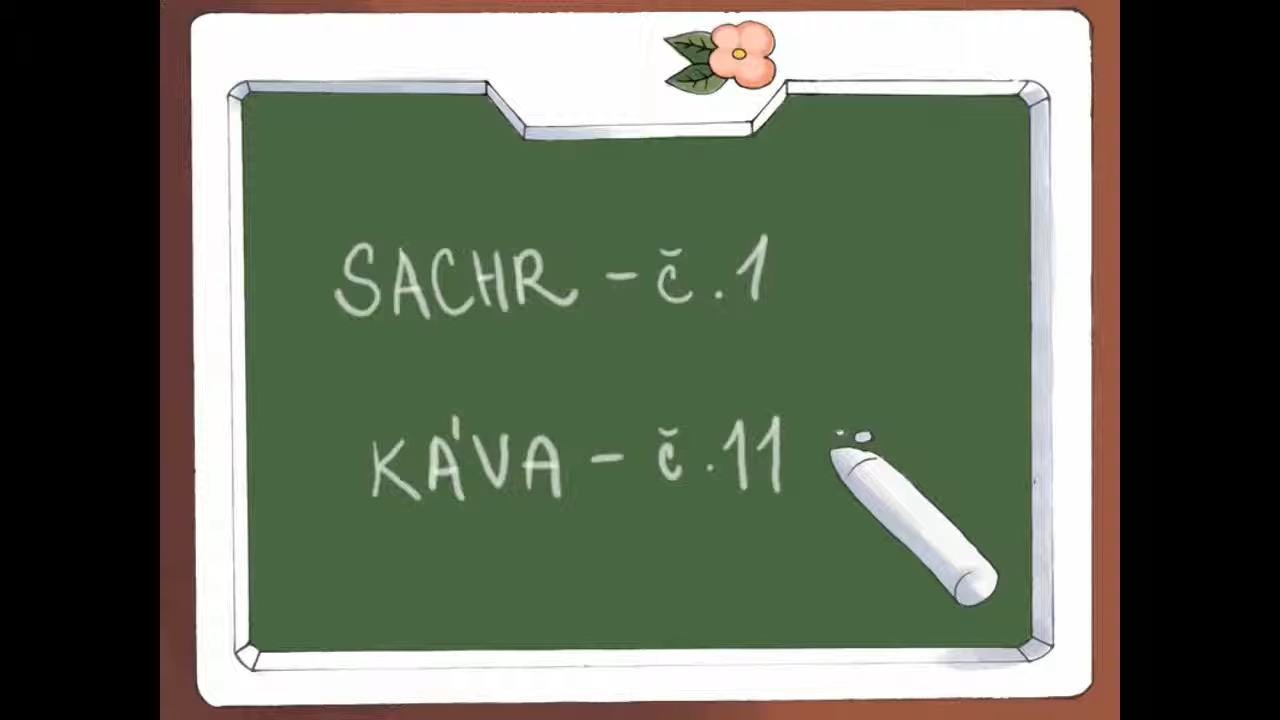 SACHR – č.1
KÁVA – č.11